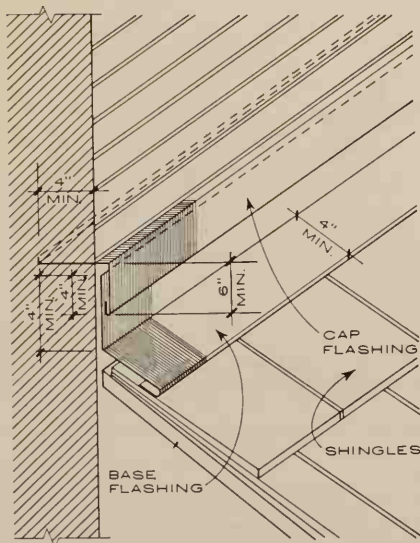 4"
MIN.
4"
MIN.
4"
MIN.
4"
MIN.
6"
MIN.
CAP
FLASHING
SHINGLES
BASE
FLASHING